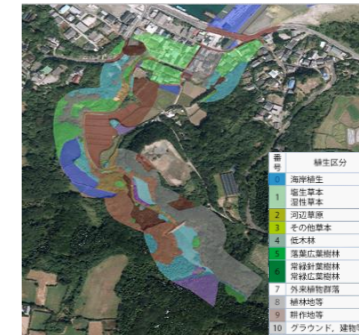 番号 植生区分
0 海岸植生
1 塩生草本
湿性草本
2 河辺草原
3 その他草本
4 低木林
5 落葉広葉樹林
6 常緑針葉樹林
常緑広葉樹林
7 外来植物群落
8 植林地等
9 耕作地等
10 グラウンド、建物等